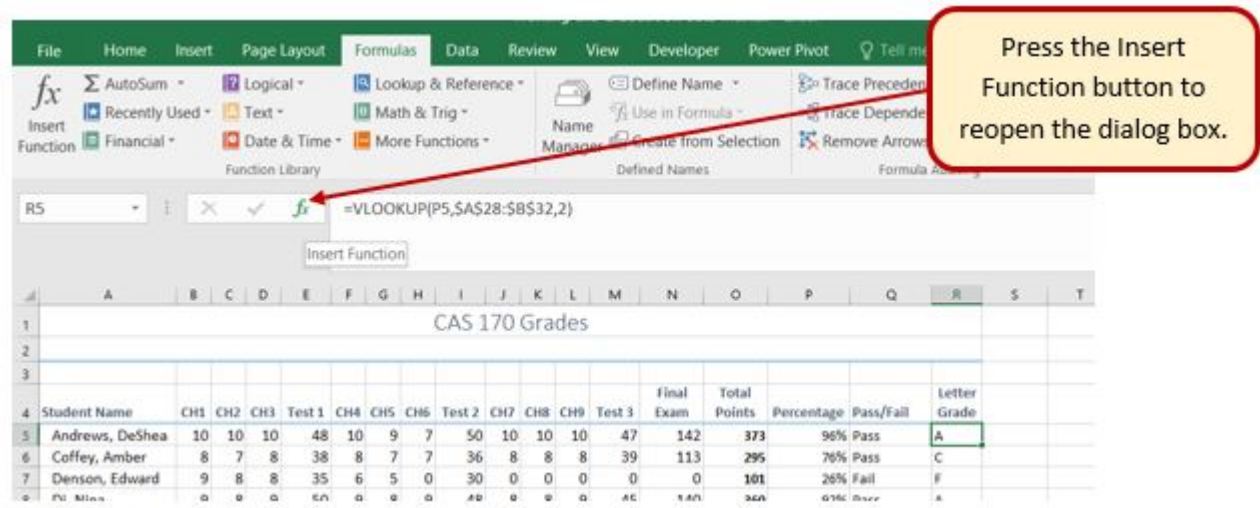 File Home Insert Page Layout Formulas Data Review View Developer Power Pivot Tell me
Press the Insert
Function button to
reopen the dialog box.
fx
Insert
Function
Σ AutoSum
Recently Used
Financial
Logical
Text
Date & Time
Lookup & Reference
Math & Trig
More Functions
Function Library
Name
Manager
Define Name
Use in Formula
Create from Selection
Defined Names
Trace Preceden
Trace Depende
Remove Arrows
Formula
R5 fx =VLOOKUP(P5,$A$28:$B$32,2)
Insert Function
A B C D E F G H I J K L M N O P Q R S T
1 CAS 170 Grades
2
3
Final Total Letter
4 Student Name CH1 CH2 CH3 Test 1 CH4 CH5 CH6 Test 2 CH7 CH8 CH9 Test 3 Exam Points Percentage Pass/Fail Grade
5 Andrews, DeShea 10 10 10 48 10 9 7 50 10 10 10 47 142 373 96% Pass A
6 Coffey, Amber 8 7 8 38 8 7 7 36 8 8 8 39 113 295 76% Pass C
7 Denson, Edward 9 8 8 35 6 5 0 30 0 0 0 0 0 101 26% Fail F